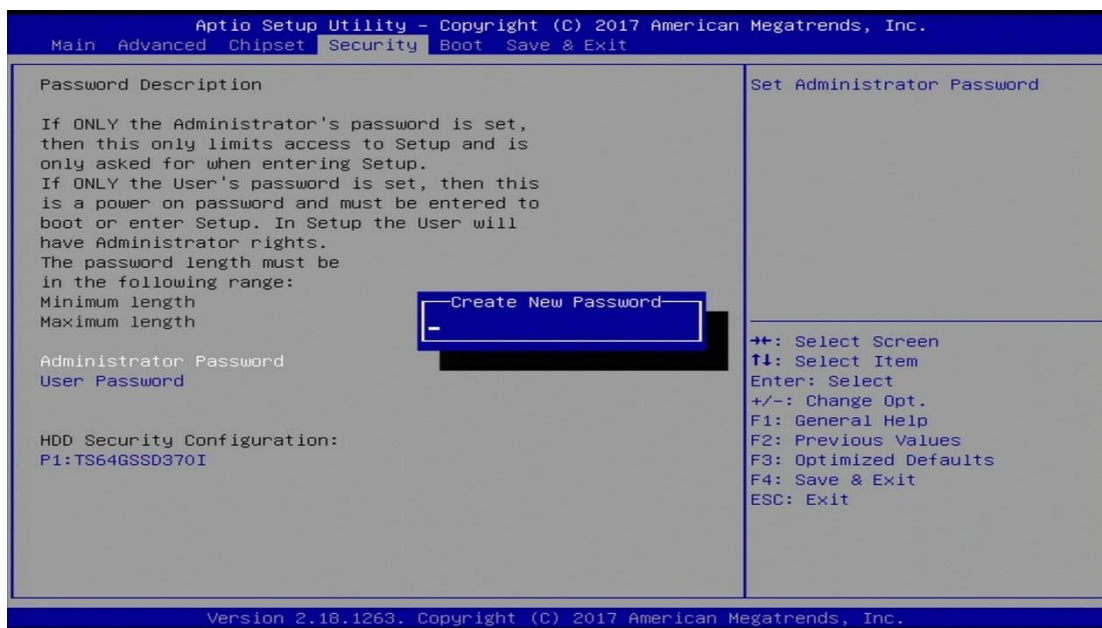 Aptio Setup Utility – Copyright (C) 2017 American Megatrends, Inc.
Main Advanced Chipset Security Boot Save & Exit
Password Description
If ONLY the Administrator's password is set,
then this only limits access to Setup and is
only asked for when entering Setup.
If ONLY the User's password is set, then this
is a power on password and must be entered to
boot or enter Setup. In Setup the User will
have Administrator rights.
The password length must be
in the following range:
Minimum length
Maximum length
Administrator Password
User Password
HDD Security Configuration:
P1:TS64GSSD370I
Create New Password
Set Administrator Password
→←: Select Screen
↑↓: Select Item
Enter: Select
+/-: Change Opt.
F1: General Help
F2: Previous Values
F3: Optimized Defaults
F4: Save & Exit
ESC: Exit
Version 2.18.1263. Copyright (C) 2017 American Megatrends, Inc.